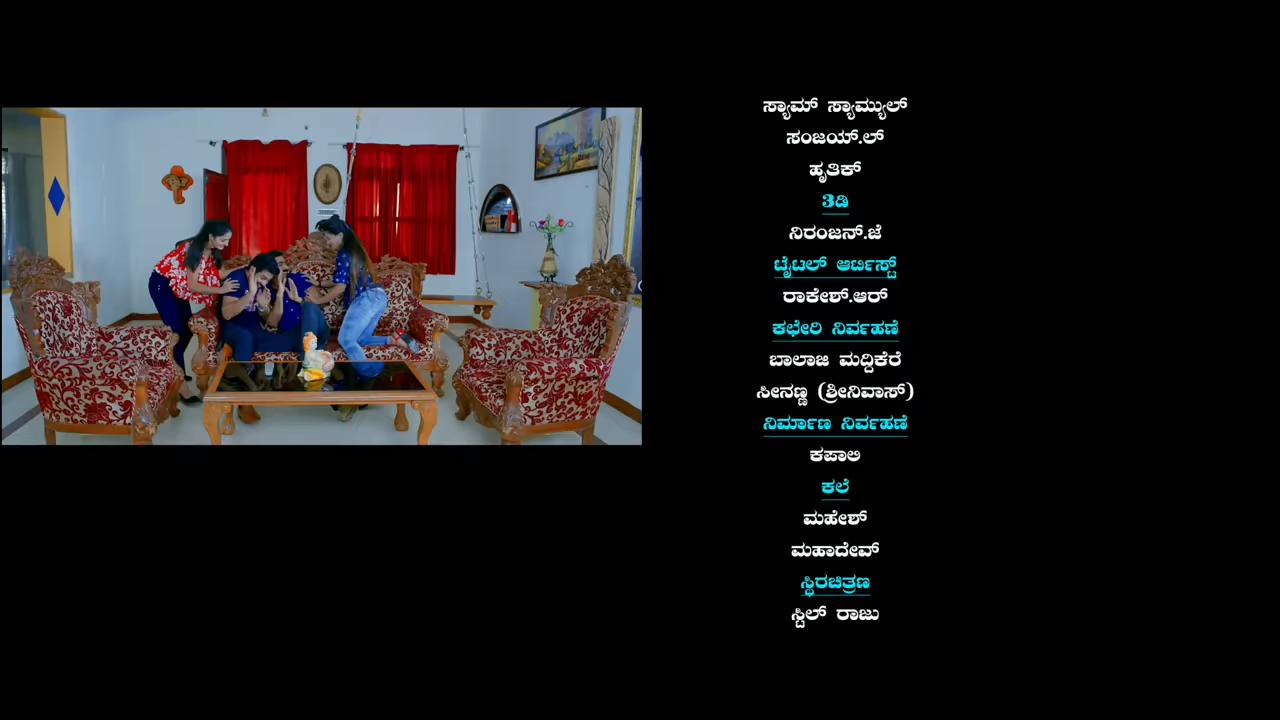 ಸ್ಯಾಮ್ ಸ್ಯಾಮ್ಯುಲ್
ಸಂಜಯ್.ಲ್
ಹೃತಿಕ್
3ಡಿ
ನಿರಂಜನ್.ಜೆ
ಟೈಟಲ್ ಆರ್ಟಿಸ್ಟ್
ರಾಕೇಶ್.ಆರ್
ಕಛೇರಿ ನಿರ್ವಹಣೆ
ಬಾಲಾಜಿ ಮದ್ದಿಕೆರೆ
ಸೀನಣ್ಣ (ಶ್ರೀನಿವಾಸ್)
ನಿರ್ಮಾಣ ನಿರ್ವಹಣೆ
ಕಪಾಲಿ
ಕಲೆ
ಮಹೇಶ್
ಮಹಾದೇವ್
ಸ್ಥಿರಚಿತ್ರಣ
ಸ್ಟಿಲ್ ರಾಜು